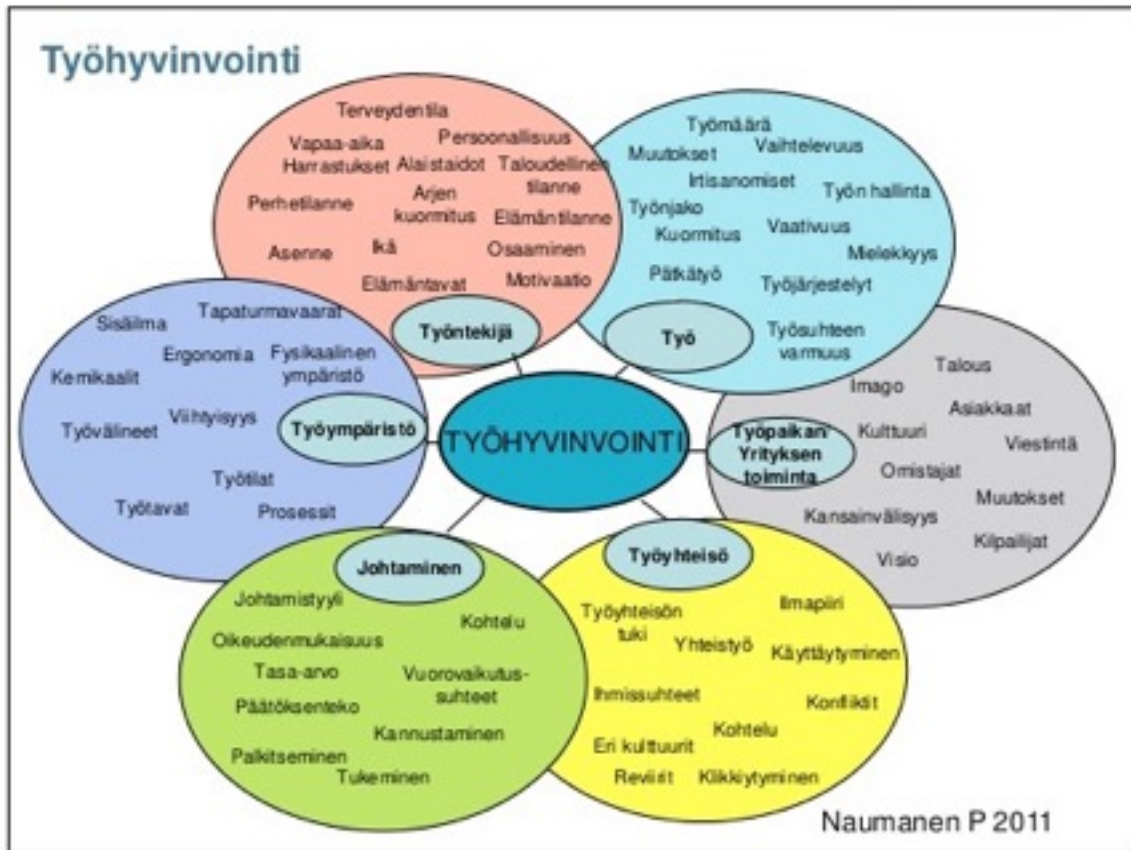 Työhyvinvointi
Terveydentila
Vapaa-aika
Persoonallisuus
Harrastukset
Alaistaidot
Taloudellinen
tilanne
Perhetilanne
Arjen
kuormitus
Elämäntilanne
Asenne
Ikä
Osaaminen
Elämäntavat
Motivaatio
Työntekijä
Työmäärä
Muutokset
Vaihtelevuus
Irtisanomiset
Työn hallinta
Työnjako
Kuormitus
Vaativuus
Mielekkyys
Pätkätyö
Työjärjestelyt
Työ
Työsuhteen
varmuus
Sisäilma
Tapaturmavaarat
Ergonomia
Fysikaalinen
ympäristö
Kemikaalit
Viihtyisyys
Työvälineet
Työympäristö
Työtilat
Työtavat
Prosessit
TYÖHYVINVOINTI
Talous
Imago
Asiakkaat
Kulttuuri
Viestintä
Työpaikan/
Yrityksen
toiminta
Omistajat
Muutokset
Kansainvälisyys
Kilpailijat
Visio
Johtaminen
Johtamistyyli
Kohtelu
Oikeudenmukaisuus
Tasa-arvo
Vuorovaikutus-
suhteet
Päätöksenteko
Kannustaminen
Palkitseminen
Tukeminen
Työyhteisö
Ilmapiiri
Työyhteisön
tuki
Yhteistyö
Käyttäytyminen
Ihmissuhteet
Konfliktit
Kohtelu
Eri kulttuurit
Reviirit
Klikkiytyminen
Naumanen P 2011